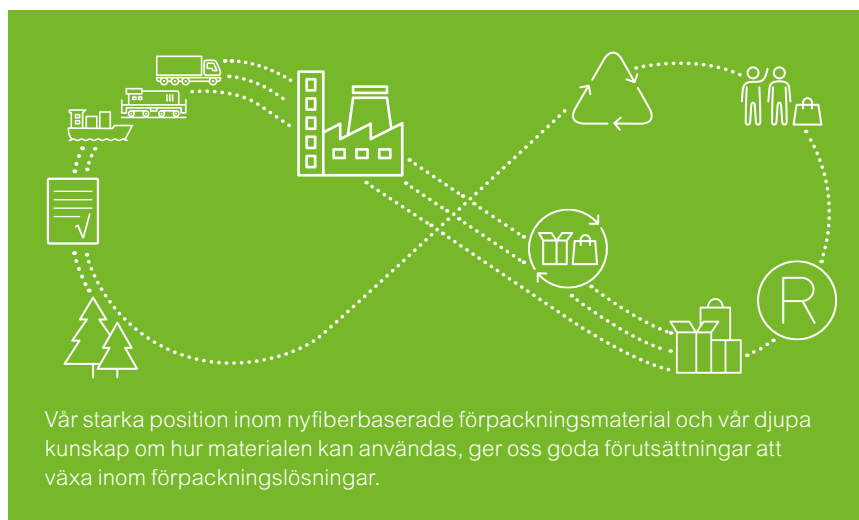 R
Vår starka position inom nyfiberbaserade förpackningsmaterial och vår djupa
kunskap om hur materialen kan användas, ger oss goda förutsättningar att
växa inom förpackningslösningar.